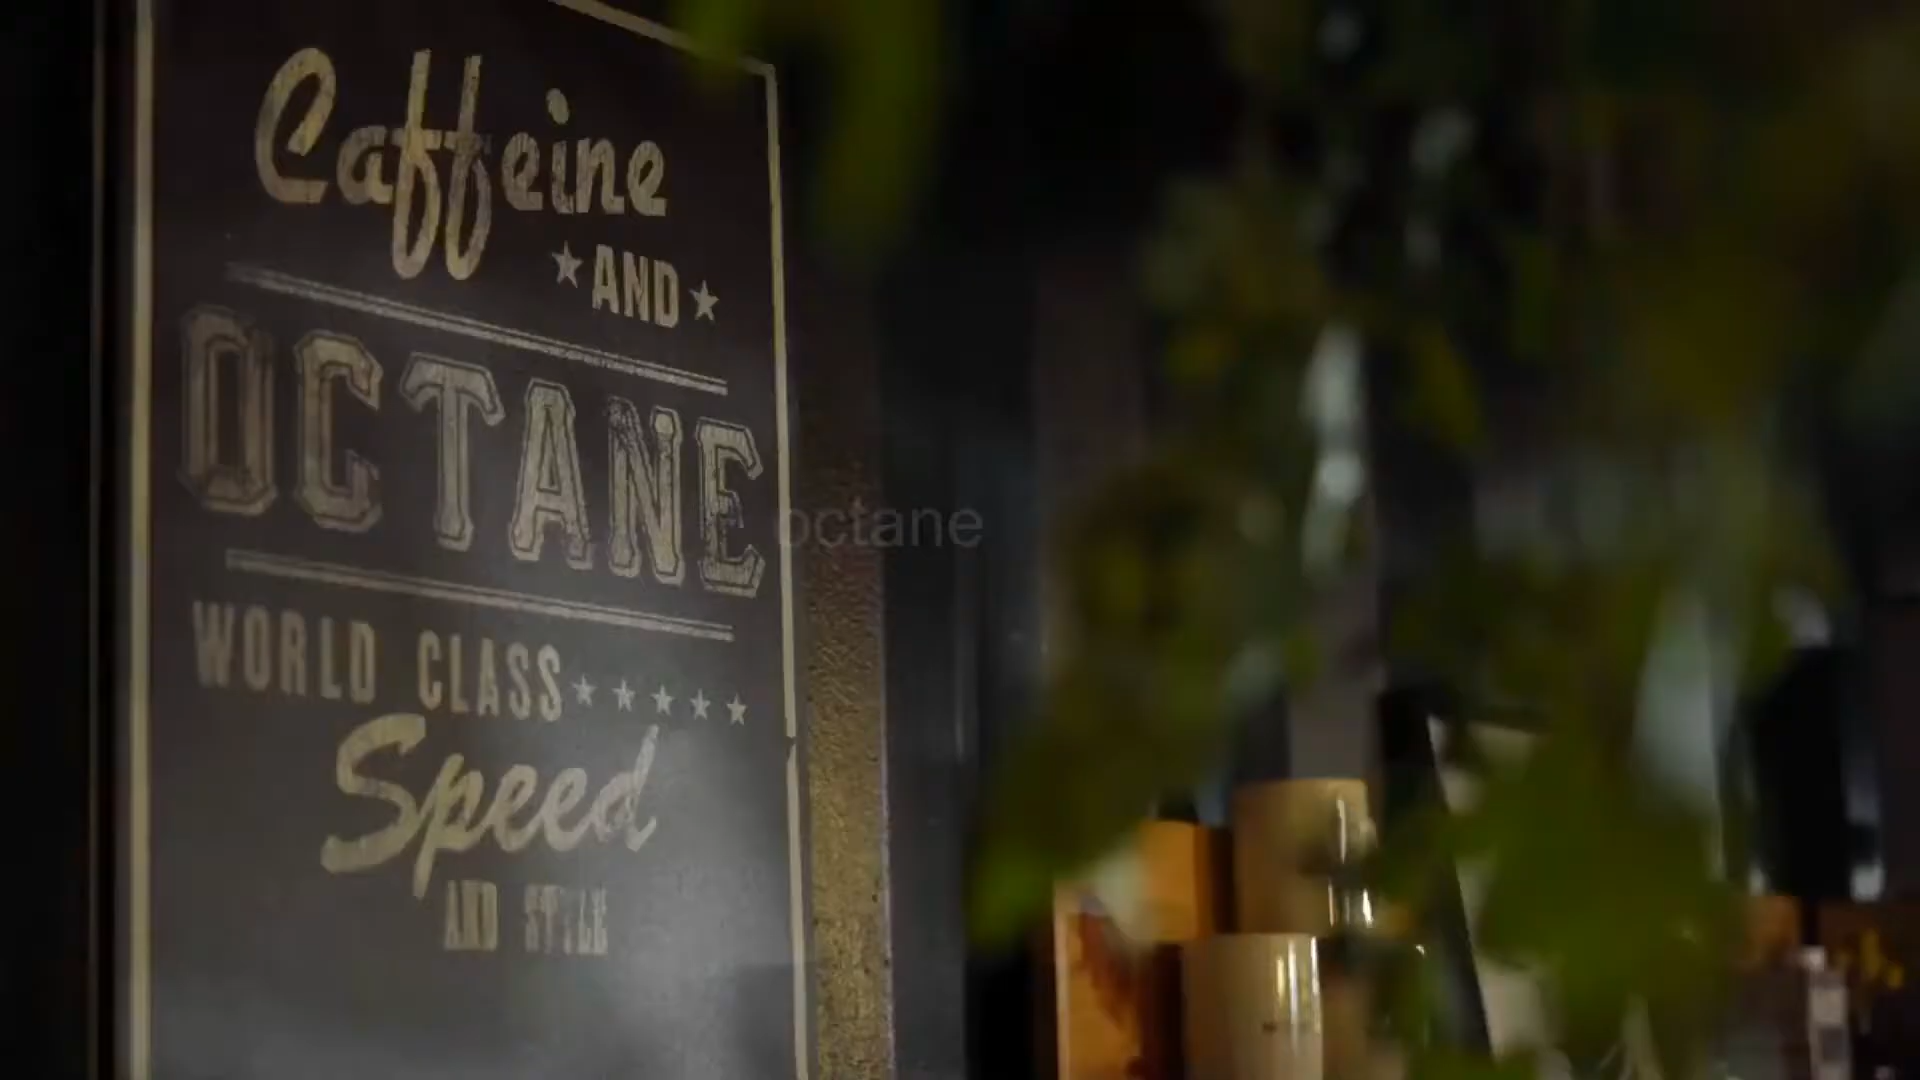 Caffeine
AND
OCTANE
octane
WORLD CLASS
Speed
AND STYLE